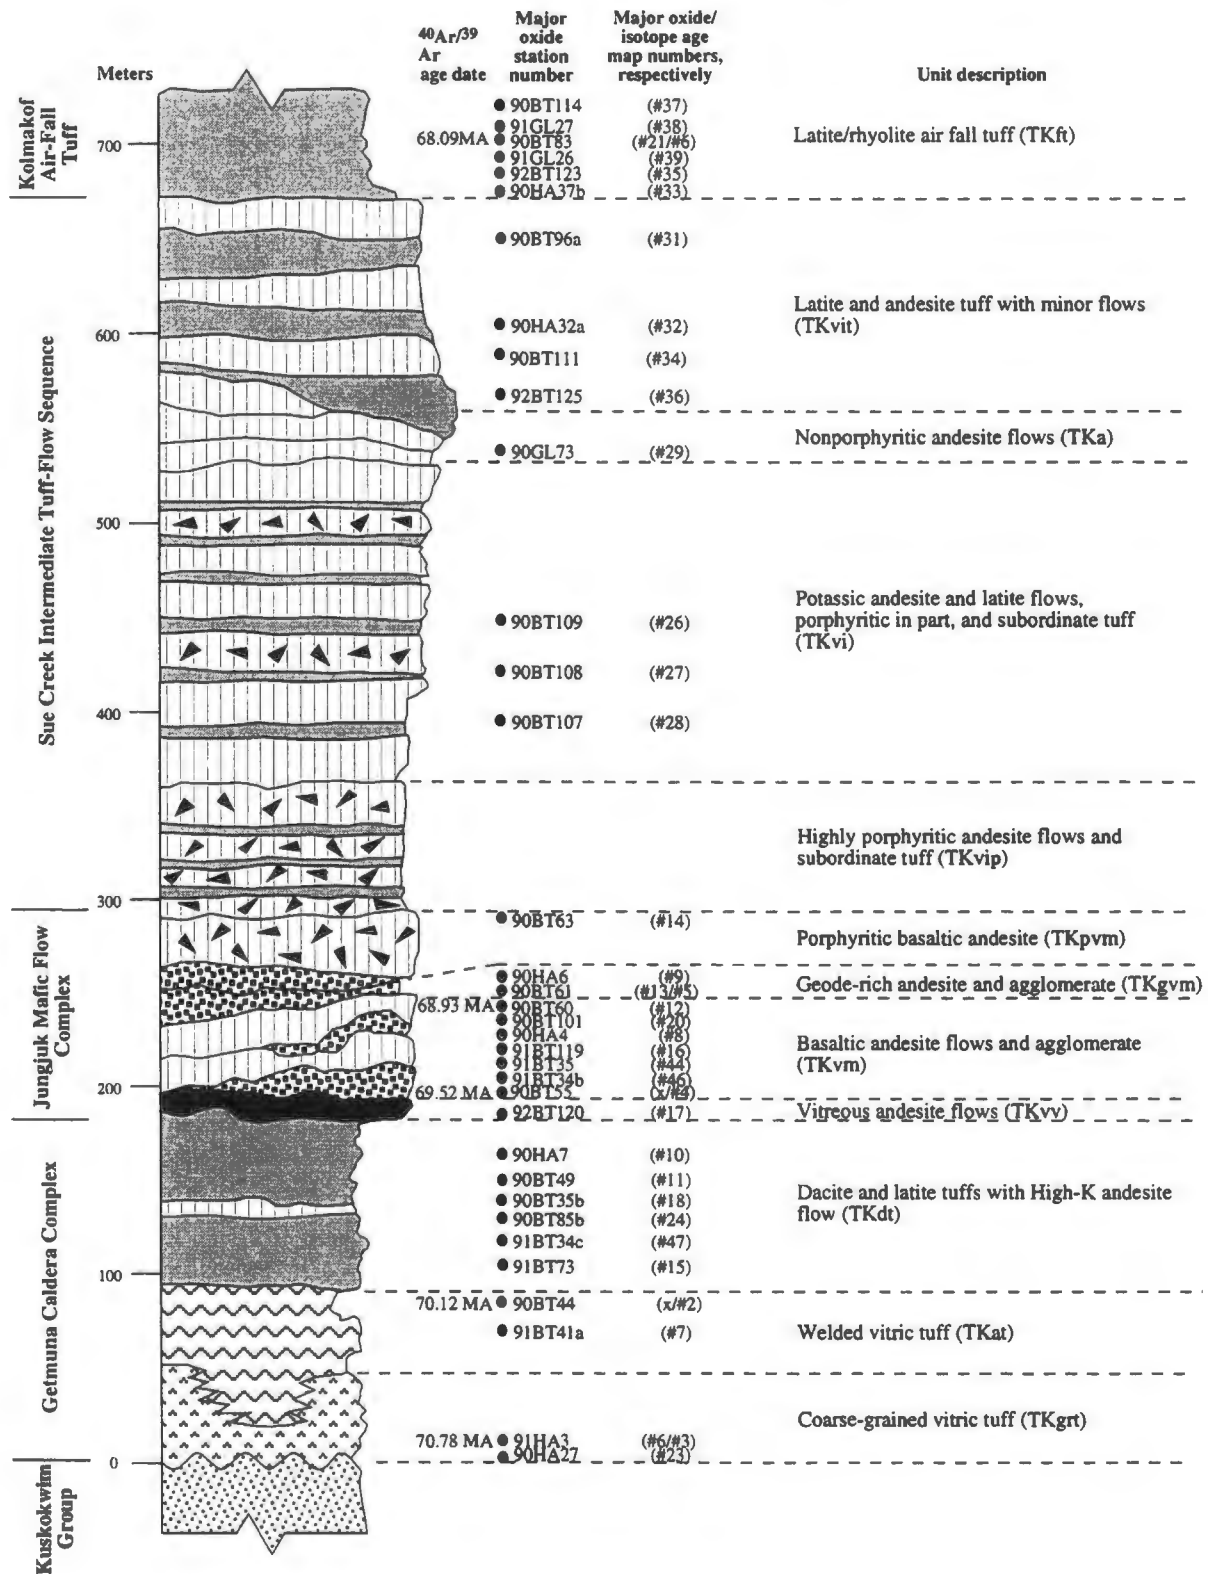 Meters
⁴⁰Ar/³⁹
Ar
age date
Major
oxide
station
number
Major oxide/
isotope age
map numbers,
respectively
Unit description
Kolmakof
Air-Fall
Tuff
700
68.09MA
90BT114 (#37)
91GL27 (#38)
90BT83 (#21/#6)
91GL26 (#39)
92BT123 (#35)
90HA37b (#33)
Latite/rhyolite air fall tuff (TKft)
Sue Creek Intermediate Tuff-Flow Sequence
90BT96a (#31)
600
90HA32a (#32)
90BT111 (#34)
92BT125 (#36)
Latite and andesite tuff with minor flows
(TKvit)
90GL73 (#29)
Nonporphyritic andesite flows (TKa)
500
90BT109 (#26)
90BT108 (#27)
400
90BT107 (#28)
Potassic andesite and latite flows,
porphyritic in part, and subordinate tuff
(TKvi)
Highly porphyritic andesite flows and
subordinate tuff (TKvip)
300
Jungjuk Mafic Flow
Complex
90BT63 (#14)
Porphyritic basaltic andesite (TKpvm)
90HA6 (#9)
90BT61 (#13/#5)
Geode-rich andesite and agglomerate (TKgvm)
68.93 MA
90BT60 (#12)
90BT101 (#20)
90HA4 (#8)
91BT119 (#16)
91BT35 (#44)
91BT34b (#46)
Basaltic andesite flows and agglomerate
(TKvm)
200
69.52 MA
90BT55 (x/#4)
92BT120 (#17)
Vitreous andesite flows (TKvv)
Getmuna Caldera Complex
90HA7 (#10)
90BT49 (#11)
90BT35b (#18)
90BT85b (#24)
91BT34c (#47)
91BT73 (#15)
Dacite and latite tuffs with High-K andesite
flow (TKdt)
100
70.12 MA
90BT44 (x/#2)
91BT41a (#7)
Welded vitric tuff (TKat)
Coarse-grained vitric tuff (TKgrt)
70.78 MA
91HA3 (#6/#3)
90HA27 (#23)
0
Kuskokwim
Group